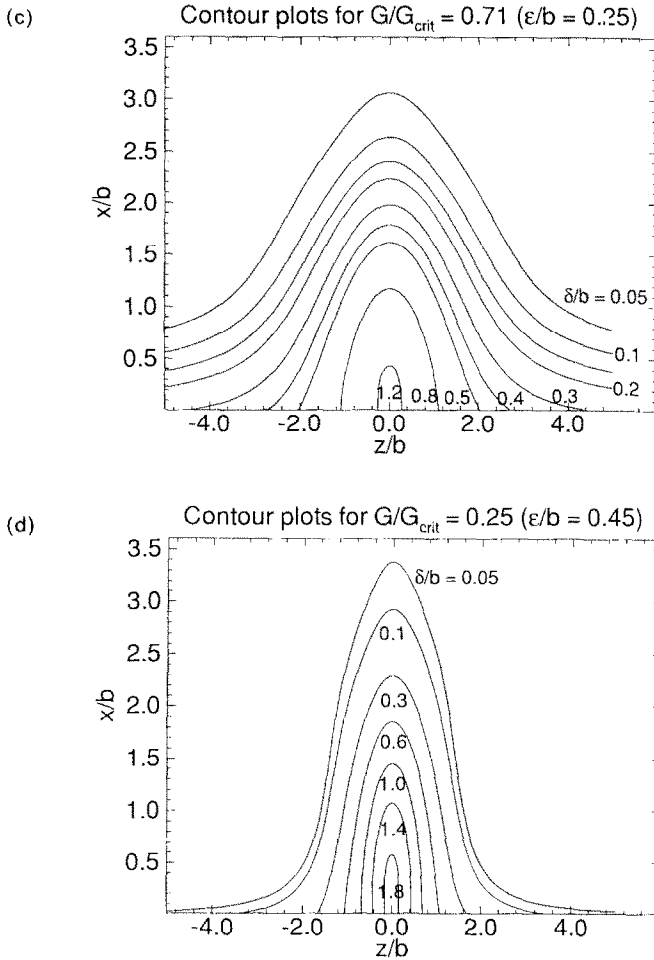 (c)
Contour plots for G/G_crit = 0.71 (ε/b = 0.25)
3.5
3.0
2.5
2.0
1.5
1.0
0.5
x/b
δ/b = 0.05
0.1
0.2
1.2 0.8 0.5 0.4 0.3
-4.0 -2.0 0.0 2.0 4.0
z/b
(d)
Contour plots for G/G_crit = 0.25 (ε/b = 0.45)
3.5
3.0
2.5
2.0
1.5
1.0
0.5
x/b
δ/b = 0.05
0.1
0.3
0.6
1.0
1.4
1.8
-4.0 -2.0 0.0 2.0 4.0
z/b